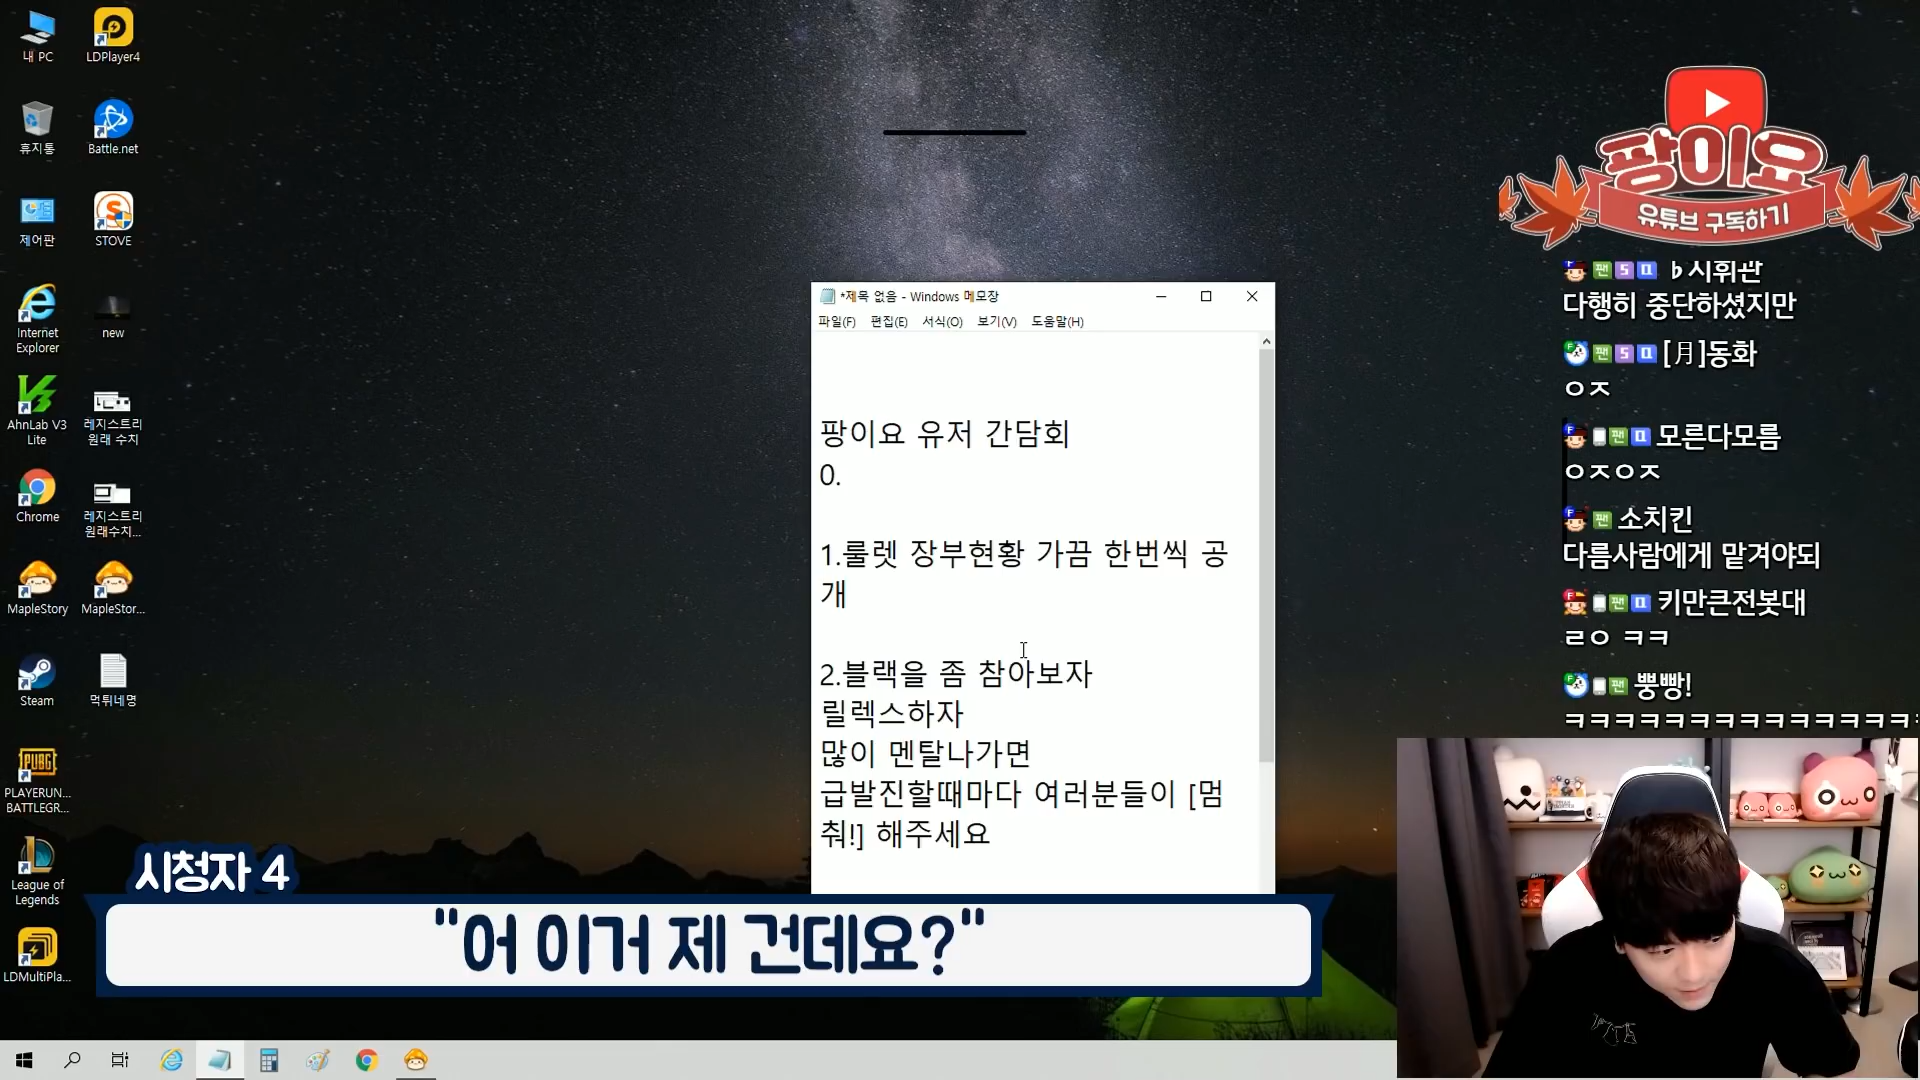 내 PC
LDPlayer4
휴지통
Battle.net
제어판
STOVE
Internet
Explorer
new
AhnLab V3
Lite
레지스트리
원래 수치
Chrome
레지스트리
원래수치...
MapleStory
MapleStor...
Steam
먹튀네명
PUBG
PLAYERUN...
BATTLEGR...
League of
Legends
LDMultiPla...
*제목 없음 - Windows 메모장
파일(F) 편집(E) 서식(O) 보기(V) 도움말(H)
팡이요 유저 간담회
0.
1.룰렛 장부현황 가끔 한번씩 공
개
2.블랙을 좀 참아보자
릴렉스하자
많이 멘탈나가면
급발진할때마다 여러분들이 [멈
춰!] 해주세요
팡이요
유튜브 구독하기
팬 S ♭시휘관
다행히 중단하셨지만
팬 S [月]동화
ㅇㅈ
팬 모른다모름
ㅇㅈㅇㅈ
팬 소치킨
다름사람에게 맡겨야되
팬 키만큰전봇대
ㄹㅇ ㅋㅋ
팬 뿡빵!
ㅋㅋㅋㅋㅋㅋㅋㅋㅋㅋㅋㅋㅋㅋ
시청자 4
"어 이거 제 건데요?"